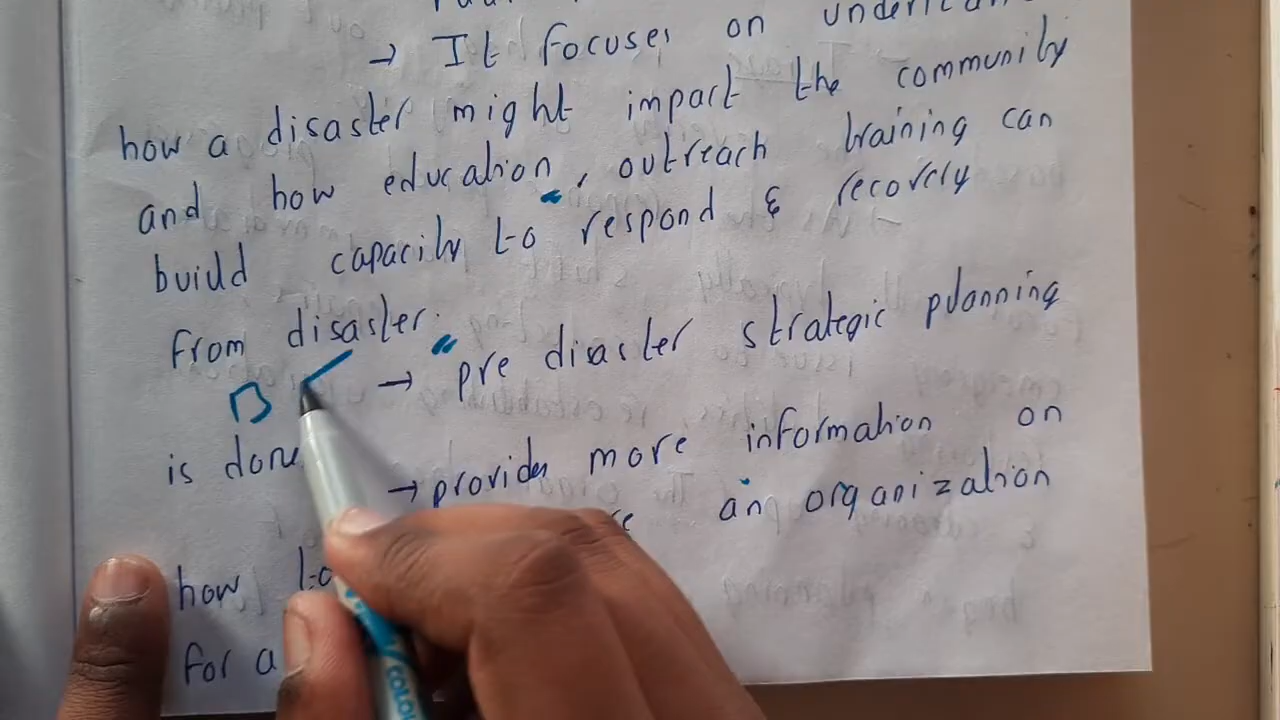 → It focuses on
how a disaster might impact the community
and how education, outreach training can
build capacity to respond & recovery
from disaster.
→ pre disaster strategic planning
is done
→ provides more information on
how to an organization
for a